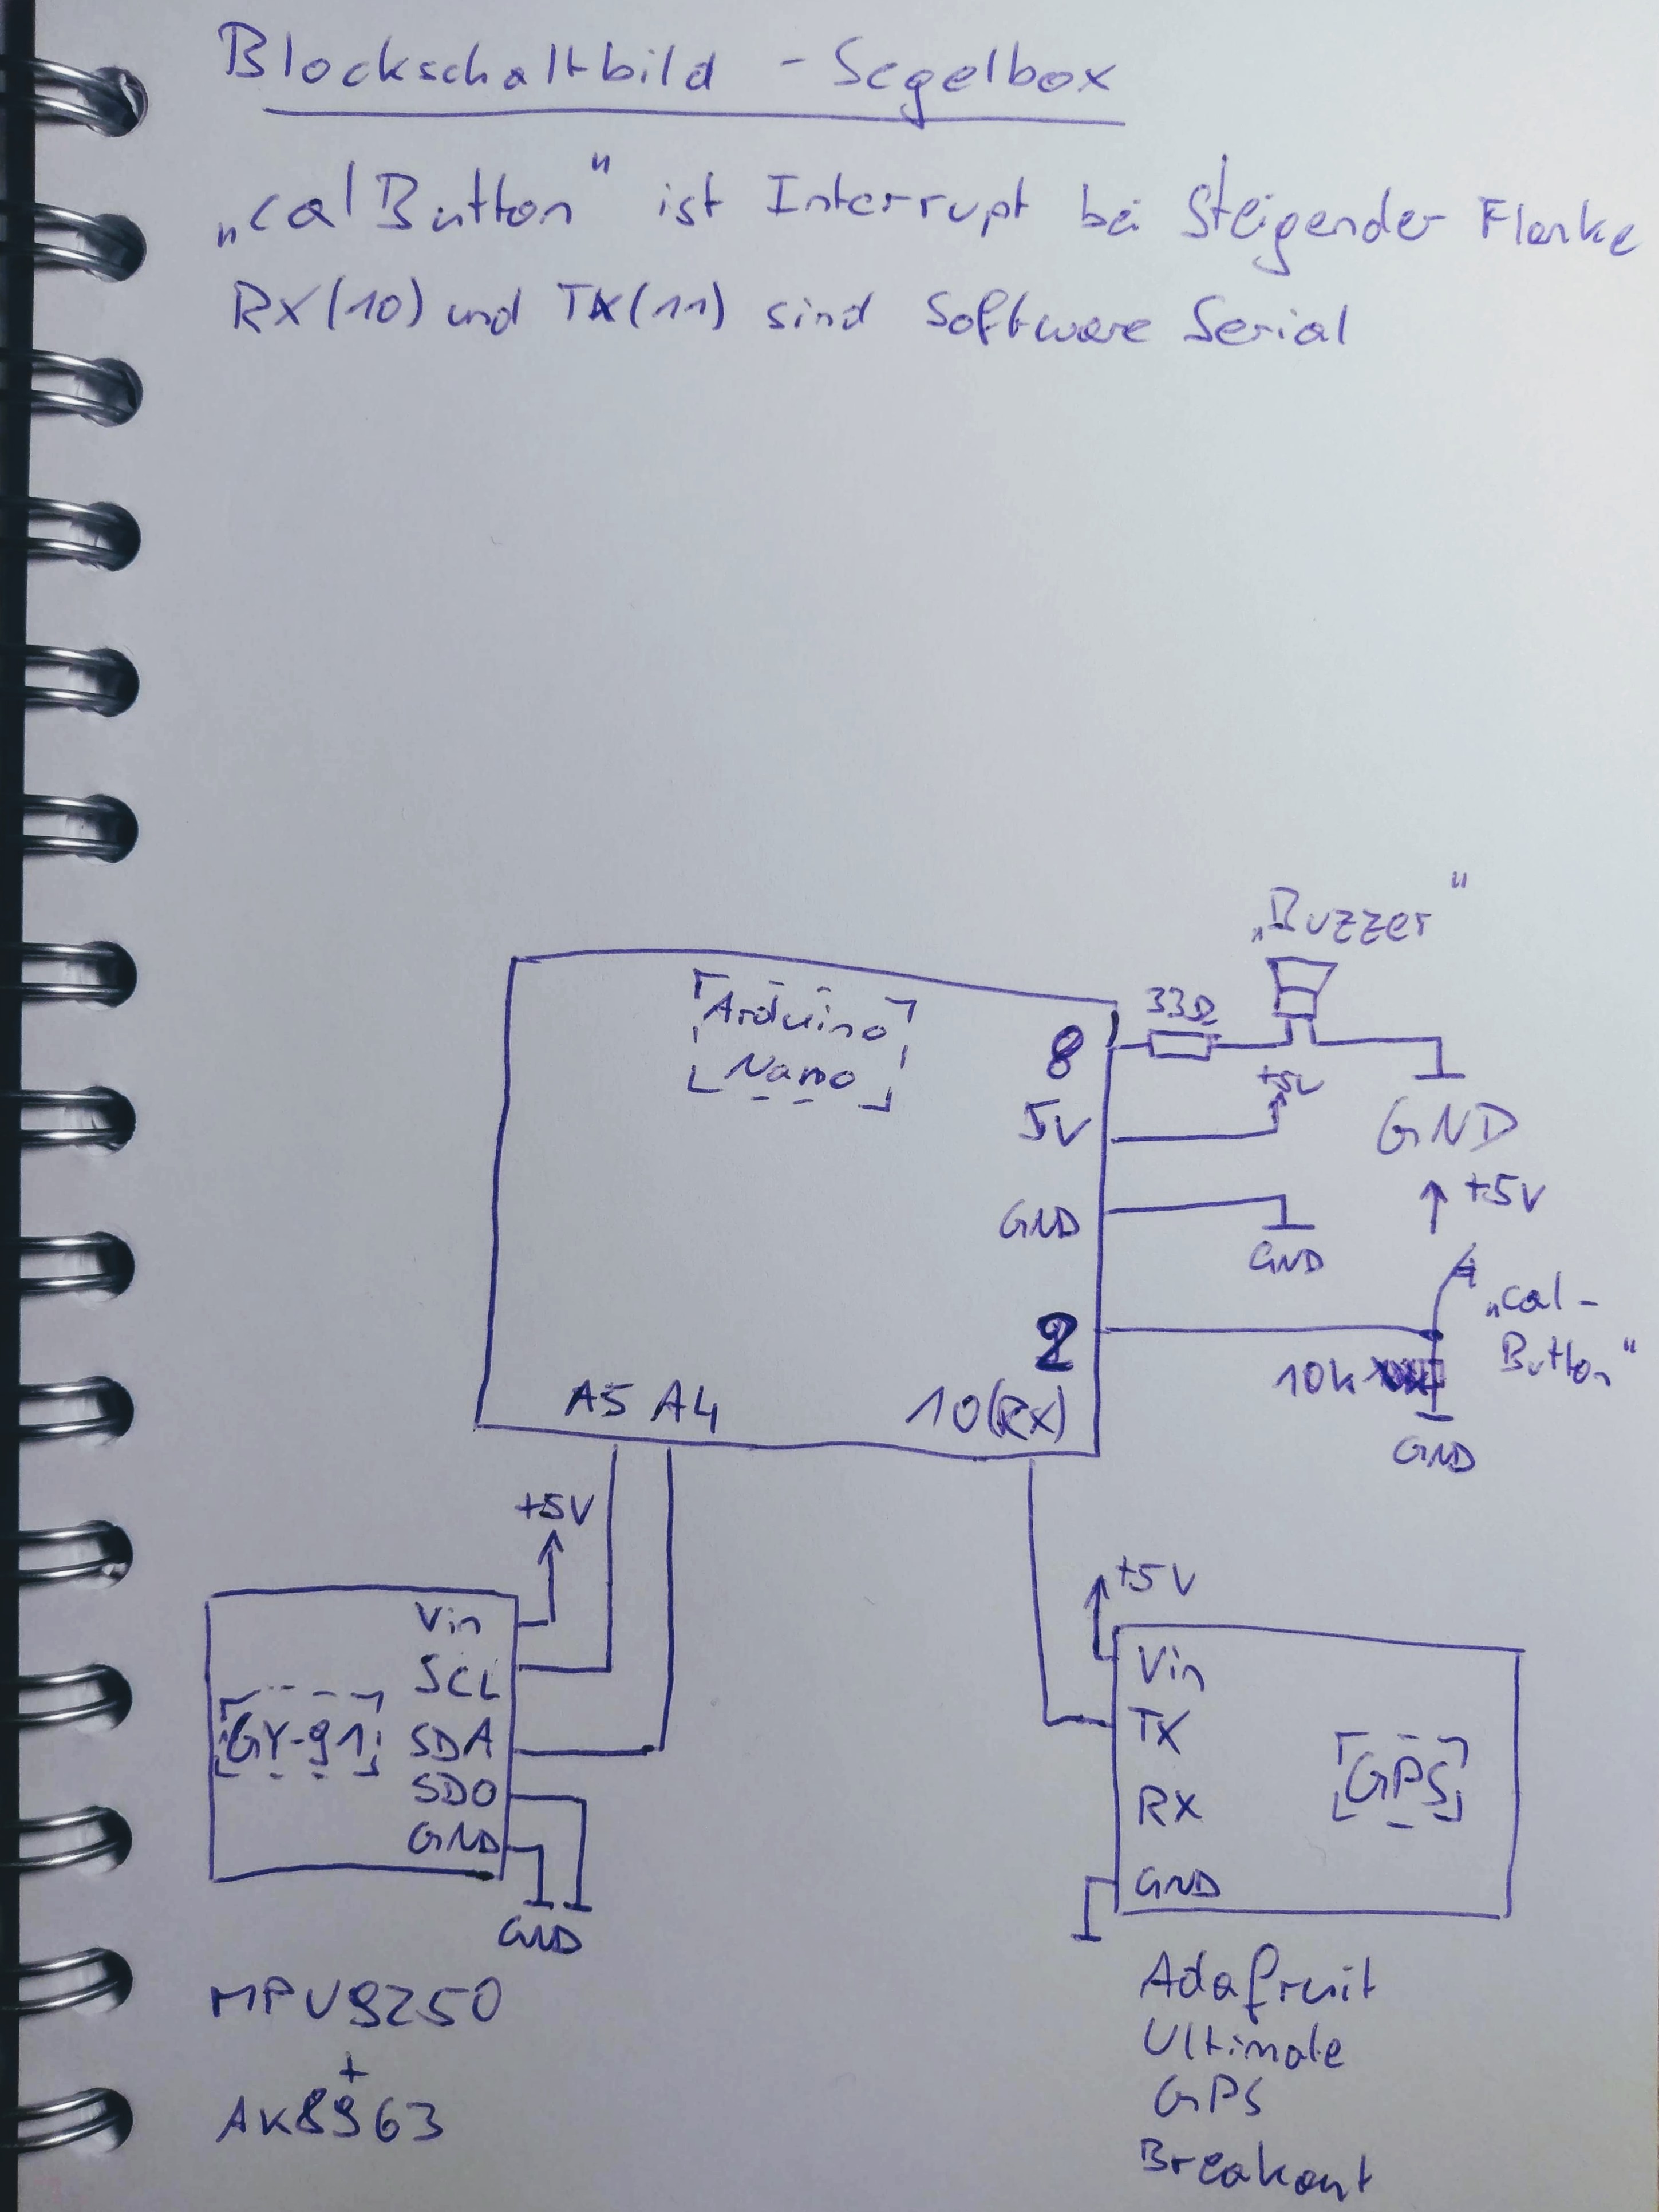 Blockschaltbild - Segelbox
„calButton" ist Interrupt bei Steigender Flanke
RX(10) und TX(11) sind Software Serial
„Buzzer"
Arduino
Nano
33Ω
8
+5V
5V
GND
+5V
GND
GND
„Cal-
Button"
2
10k
GND
A5 A4
10(RX)
+5V
+5V
Vin
SCL
GY-91
SDA
SDO
GND
GND
Vin
TX
GPS
RX
GND
MPU9250
+
AK8963
Adafruit
Ultimate
GPS
Breakout